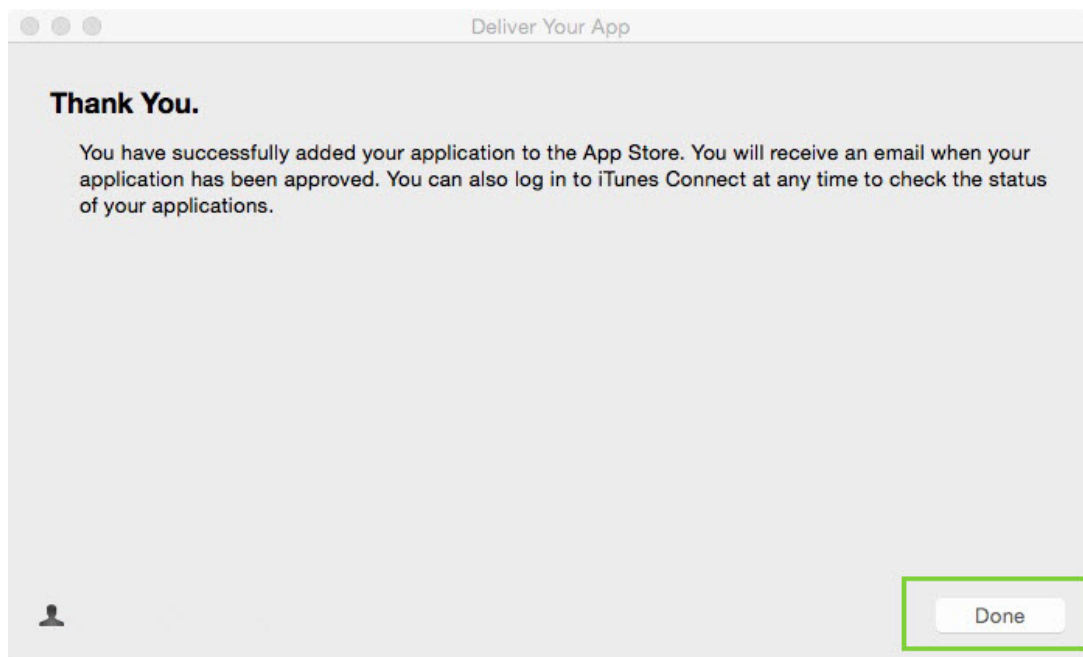 Deliver Your App
Thank You.
You have successfully added your application to the App Store. You will receive an email when your
application has been approved. You can also log in to iTunes Connect at any time to check the status
of your applications.
Done